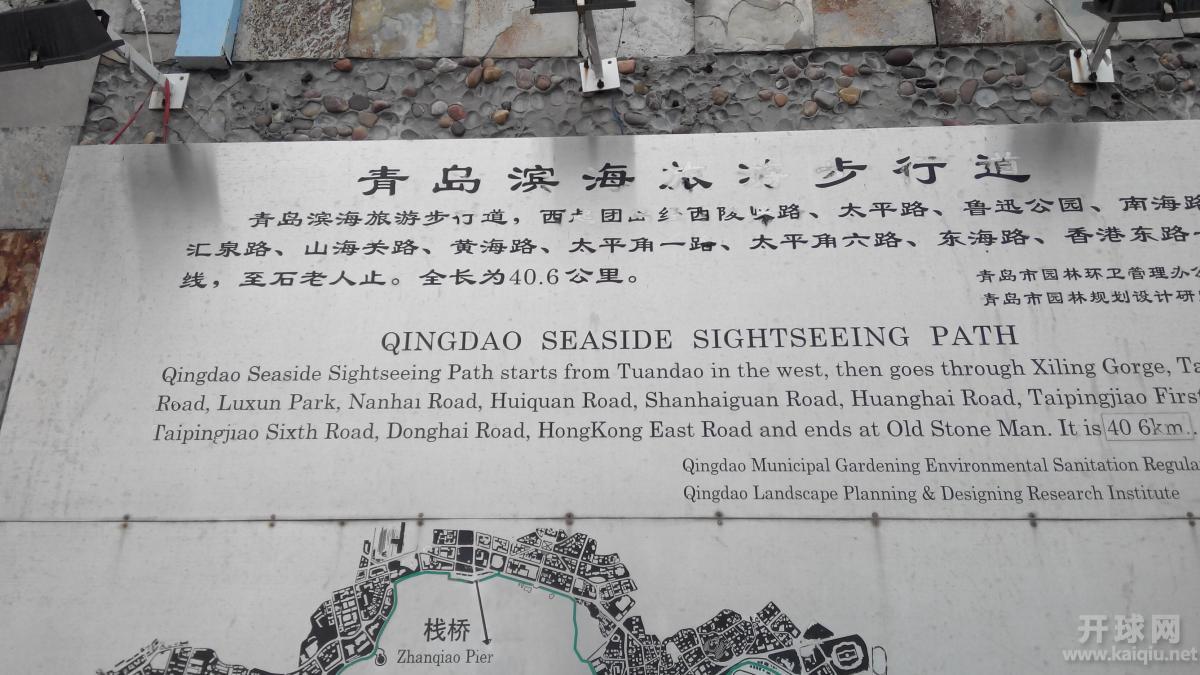 青岛滨海旅游步行道
青岛滨海旅游步行道，西起团岛经西陵峡路、太平路、鲁迅公园、南海路
汇泉路、山海关路、黄海路、太平角一路、太平角六路、东海路、香港东路一
线，至石老人止。全长为40.6公里。
青岛市园林环卫管理办公
青岛市园林规划设计研
QINGDAO SEASIDE SIGHTSEEING PATH
Qingdao Seaside Sightseeing Path starts from Tuandao in the west, then goes through Xiling Gorge, Ta
Road, Luxun Park, Nanhai Road, Huiquan Road, Shanhaiguan Road, Huanghai Road, Taipingjiao First
Taipingjiao Sixth Road, Donghai Road, HongKong East Road and ends at Old Stone Man. It is 40 6km.
Qingdao Municipal Gardening Environmental Sanitation Regula
Qingdao Landscape Planning & Designing Research Institute
栈桥
Zhanqiao Pier
开球网
www.kaiqiu.net